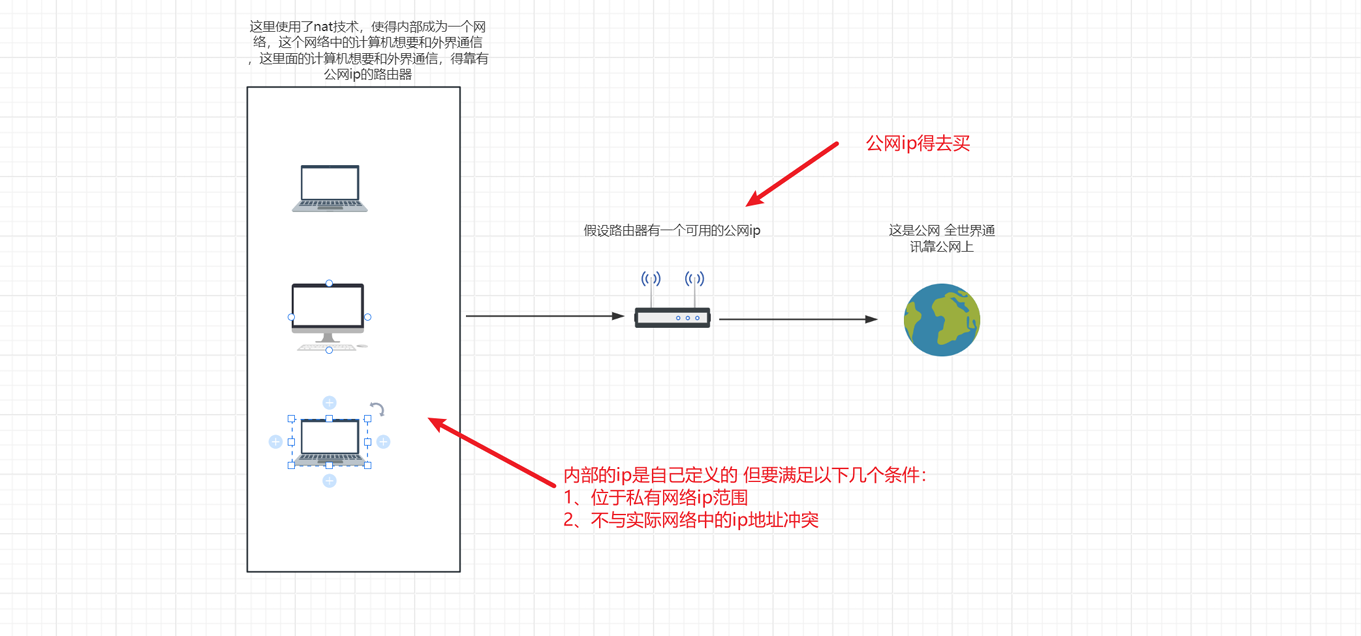 这里使用了nat技术，使得内部成为一个网
络，这个网络中的计算机想要和外界通信
，这里面的计算机想要和外界通信，得靠有
公网ip的路由器
公网ip得去买
假设路由器有一个可用的公网ip
这是公网 全世界通
讯靠公网上
内部的ip是自己定义的 但要满足以下几个条件：
1、位于私有网络ip范围
2、不与实际网络中的ip地址冲突